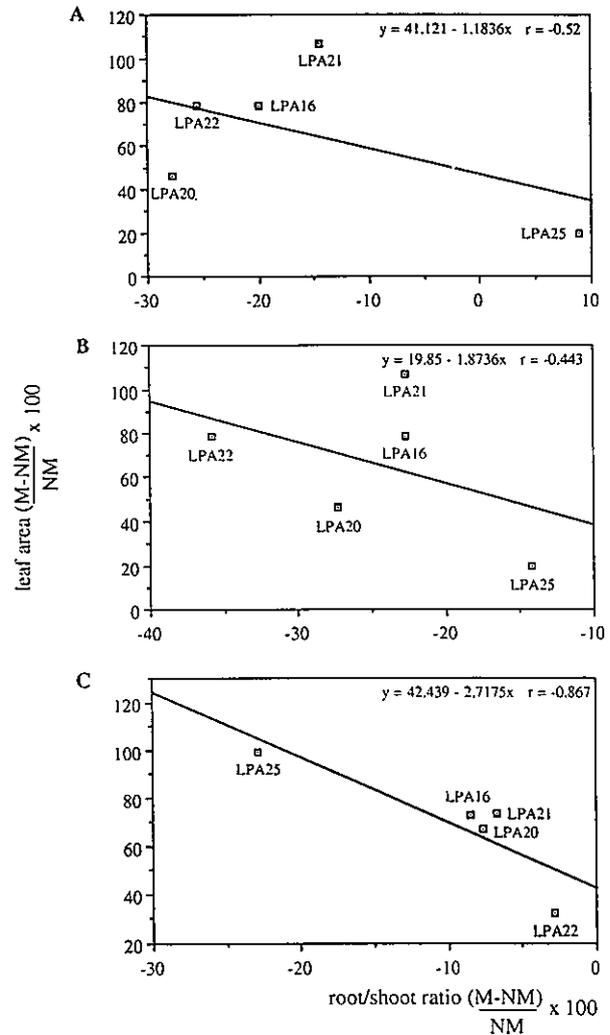 A
y = 41.121 - 1.1836x r = -0.52
120
100
80
60
40
20
0
LPA21
LPA22
LPA16
LPA20
LPA25
-30
-20
-10
0
10
B
y = 19.85 - 1.8736x r = -0.443
120
100
80
60
40
20
0
LPA21
LPA22
LPA16
LPA20
LPA25
-40
-30
-20
-10
leaf area (M-NM) x 100
NM
C
y = 42.439 - 2.7175x r = -0.867
120
100
80
60
40
20
LPA25
LPA16
LPA21
LPA20
LPA22
-30
-20
-10
0
root/shoot ratio (M-NM) x 100
NM